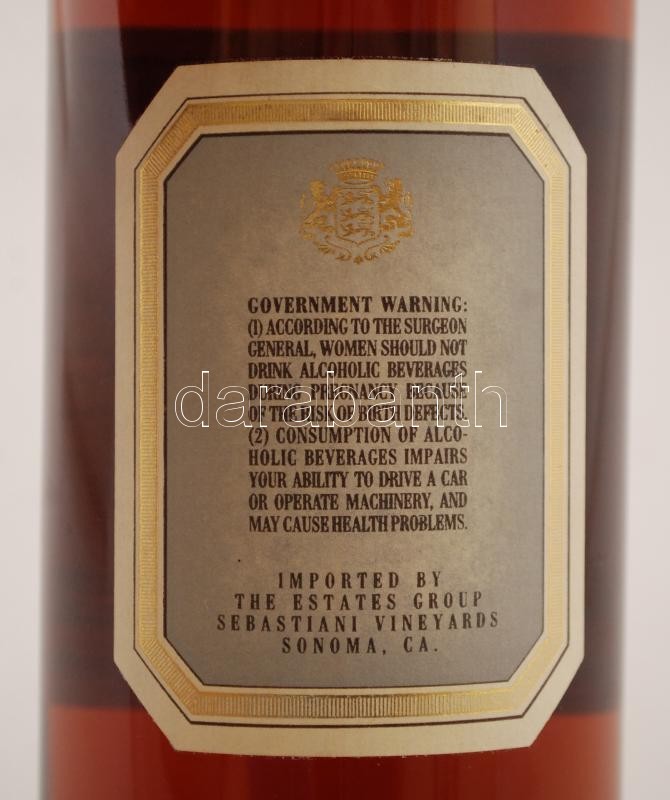 GOVERNMENT WARNING:
(1) ACCORDING TO THE SURGEON
GENERAL, WOMEN SHOULD NOT
DRINK ALCOHOLIC BEVERAGES
DURING PREGNANCY BECAUSE
darabanth
OF THE RISK OF BIRTH DEFECTS.
(2) CONSUMPTION OF ALCO-
HOLIC BEVERAGES IMPAIRS
YOUR ABILITY TO DRIVE A CAR
OR OPERATE MACHINERY, AND
MAY CAUSE HEALTH PROBLEMS.
IMPORTED BY
THE ESTATES GROUP
SEBASTIANI VINEYARDS
SONOMA, CA.